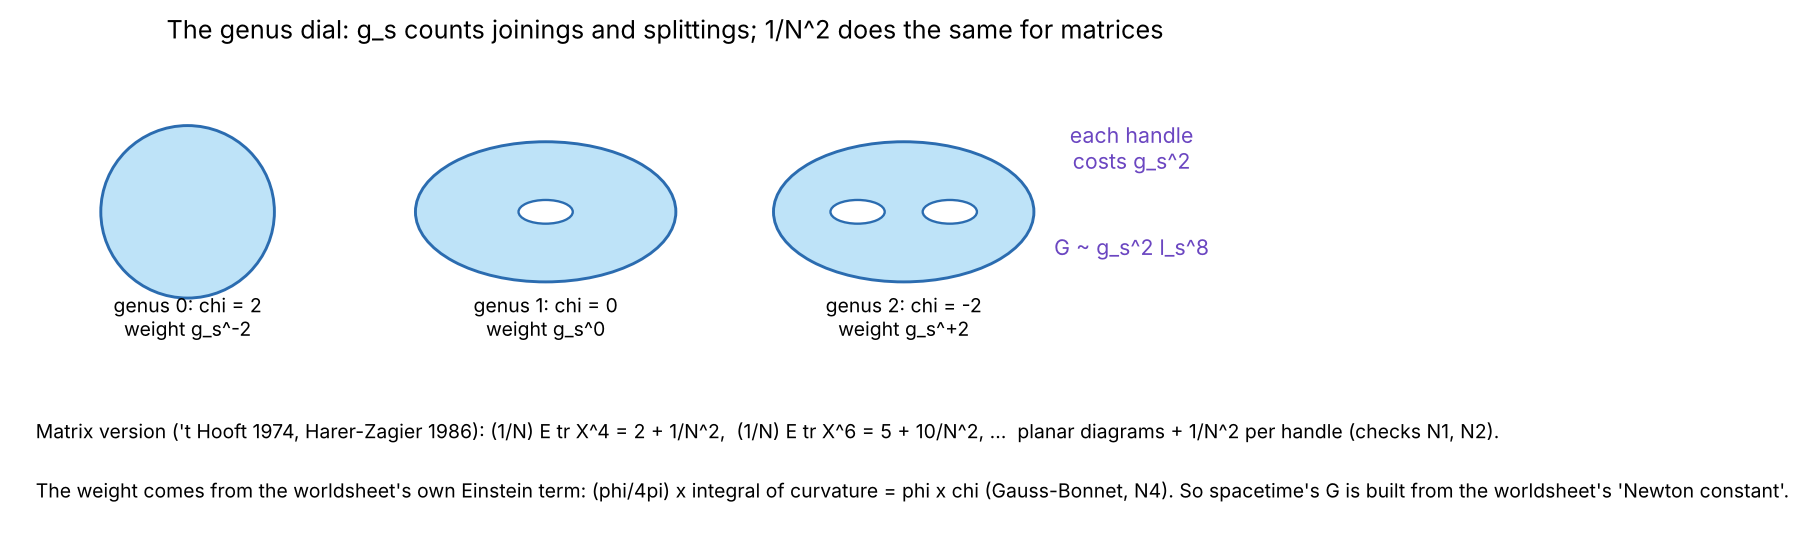 The genus dial: g_s counts joinings and splittings; 1/N^2 does the same for matrices
each handle
costs g_s^2
G ~ g_s^2 l_s^8
genus 0: chi = 2
weight g_s^-2
genus 1: chi = 0
weight g_s^0
genus 2: chi = -2
weight g_s^+2
Matrix version ('t Hooft 1974, Harer-Zagier 1986): (1/N) E tr X^4 = 2 + 1/N^2,  (1/N) E tr X^6 = 5 + 10/N^2, ...  planar diagrams + 1/N^2 per handle (checks N1, N2).
The weight comes from the worldsheet's own Einstein term: (phi/4pi) x integral of curvature = phi x chi (Gauss-Bonnet, N4). So spacetime's G is built from the worldsheet's 'Newton constant'.